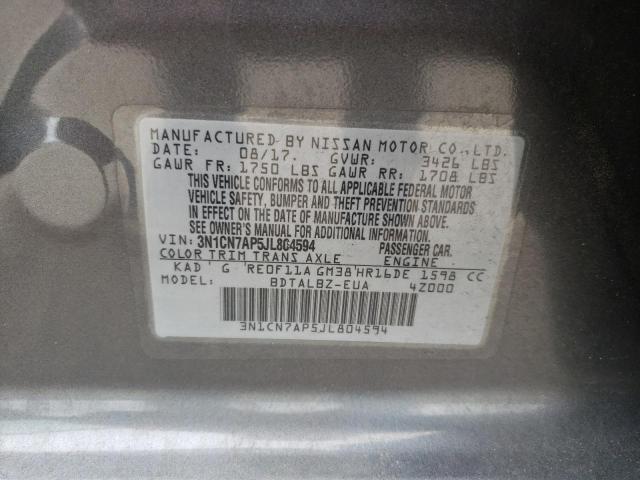 MANUFACTURED BY NISSAN MOTOR CO., LTD.
DATE: 08/17. GVWR: 3426 LBS
GAWR FR: 1750 LBS GAWR RR: 1708 LBS
THIS VEHICLE CONFORMS TO ALL APPLICABLE FEDERAL MOTOR
VEHICLE SAFETY, BUMPER AND THEFT PREVENTION STANDARDS
IN EFFECT ON THE DATE OF MANUFACTURE SHOWN ABOVE.
SEE OWNER'S MANUAL FOR ADDITIONAL INFORMATION
VIN: 3N1CN7AP5JL804594 PASSENGER CAR.
COLOR TRIM TRANS AXLE ENGINE
KAD ' G RE0F11A GM38 'HR16DE 1598 CC
MODEL: BDTALBZ-EUA 4Z000
3N1CN7AP5JL804594